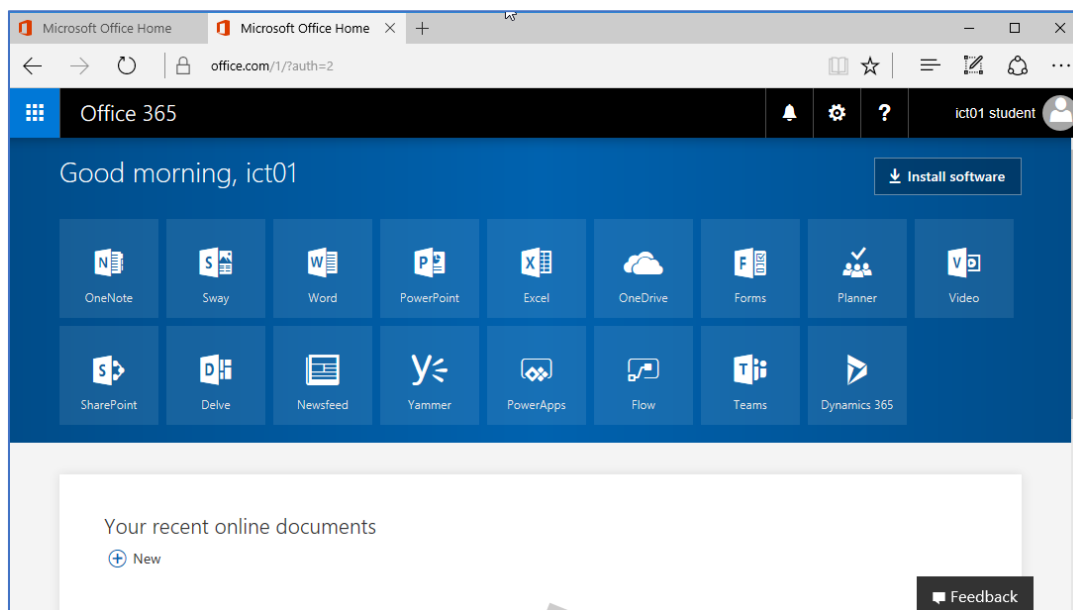 Microsoft Office Home
Microsoft Office Home
office.com/1/?auth=2
Office 365
?
ict01 student
Good morning, ict01
Install software
OneNote
Sway
Word
PowerPoint
Excel
OneDrive
Forms
Planner
Video
SharePoint
Delve
Newsfeed
Yammer
PowerApps
Flow
Teams
Dynamics 365
Your recent online documents
New
Feedback